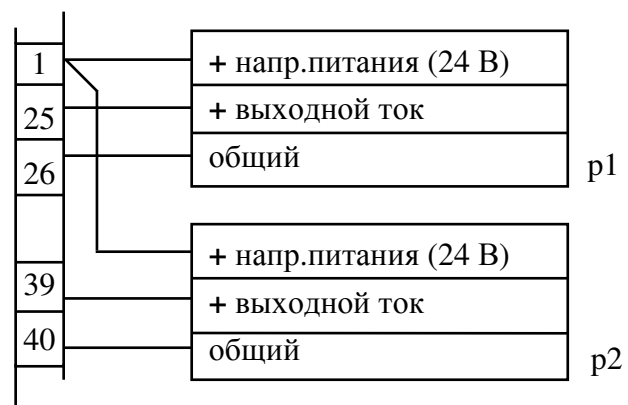 1
+ напр.питания (24 В)
25
+ выходной ток
26
общий
p1
+ напр.питания (24 В)
39
+ выходной ток
40
общий
p2